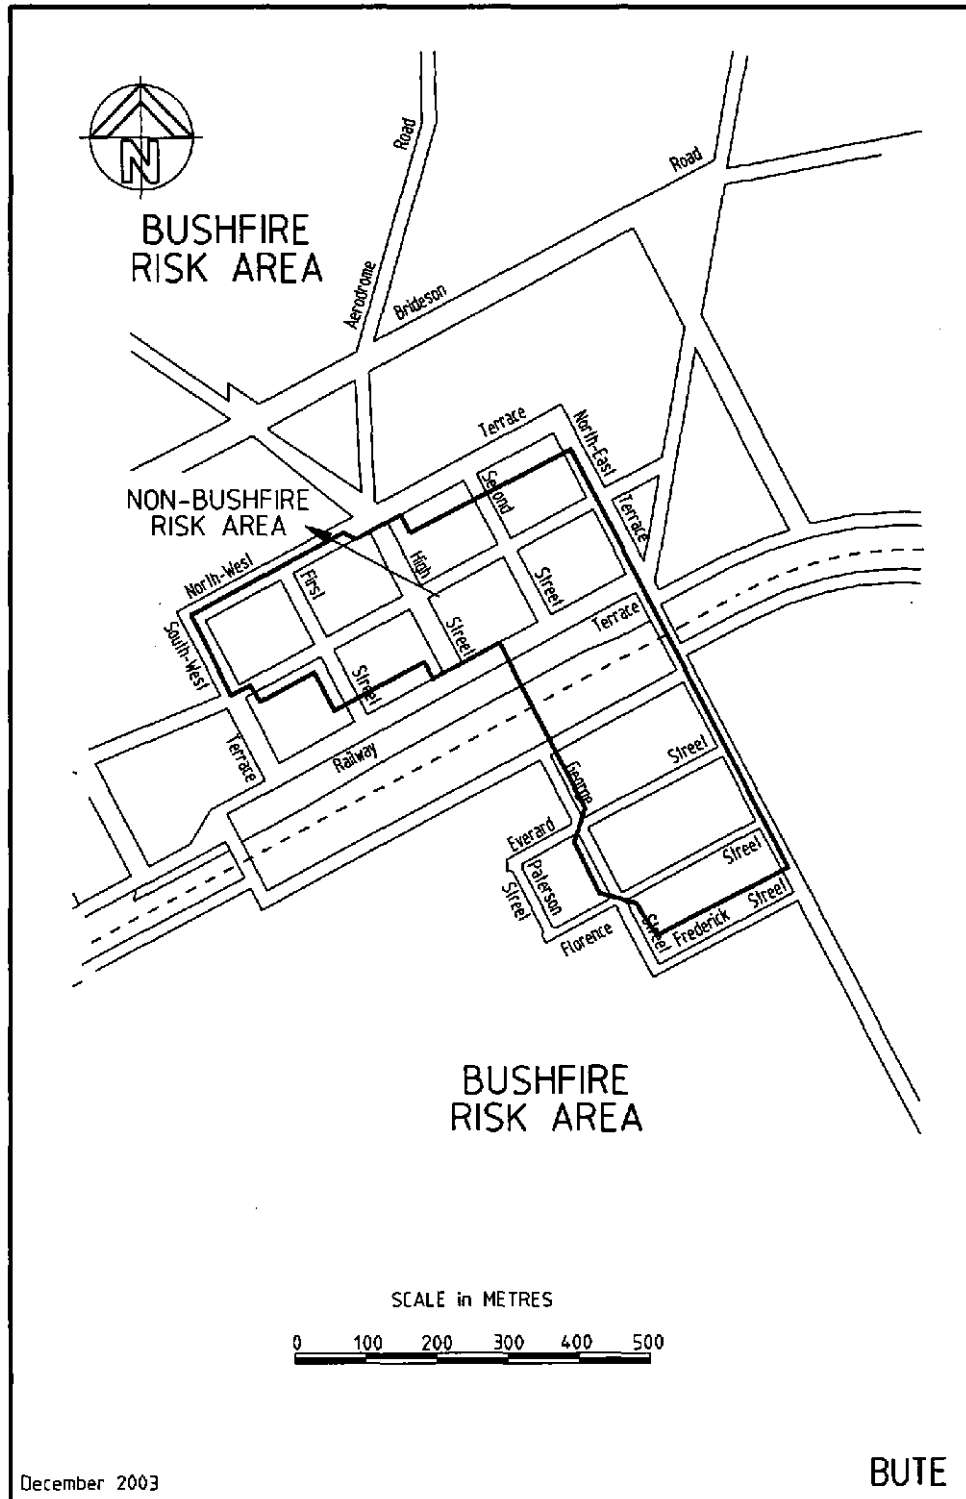 N
BUSHFIRE
RISK AREA
Road
Road
Aerodrome
Brideson
Terrace
North-East
NON-BUSHFIRE
RISK AREA
Second
Terrace
North-West
First
High
Street
Terrace
South-West
Street
Street
Terrace
Railway
George
Street
Everard
Paterson
Street
Street
Florence
Street
Frederick
Street
BUSHFIRE
RISK AREA
SCALE in METRES
0 100 200 300 400 500
December 2003
BUTE